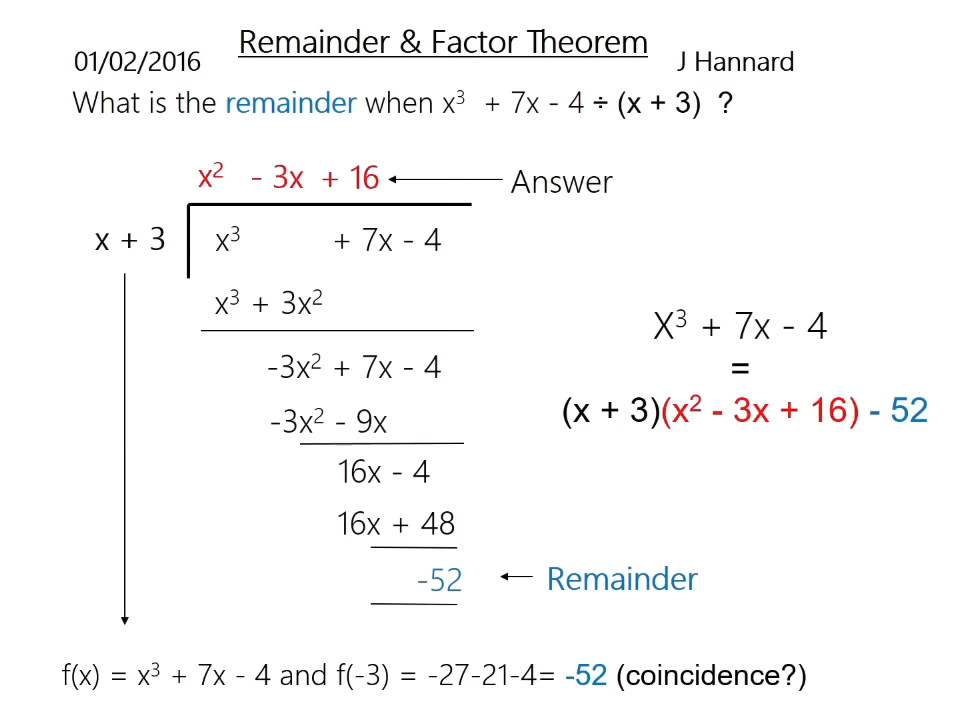 Remainder & Factor Theorem
01/02/2016
J Hannard
What is the remainder when x³ + 7x - 4 ÷ (x + 3) ?
x² - 3x + 16
Answer
x + 3
x³ + 7x - 4
x³ + 3x²
-3x² + 7x - 4
-3x² - 9x
16x - 4
16x + 48
-52
Remainder
X³ + 7x - 4
=
(x + 3)(x² - 3x + 16) - 52
f(x) = x³ + 7x - 4 and f(-3) = -27-21-4= -52 (coincidence?)